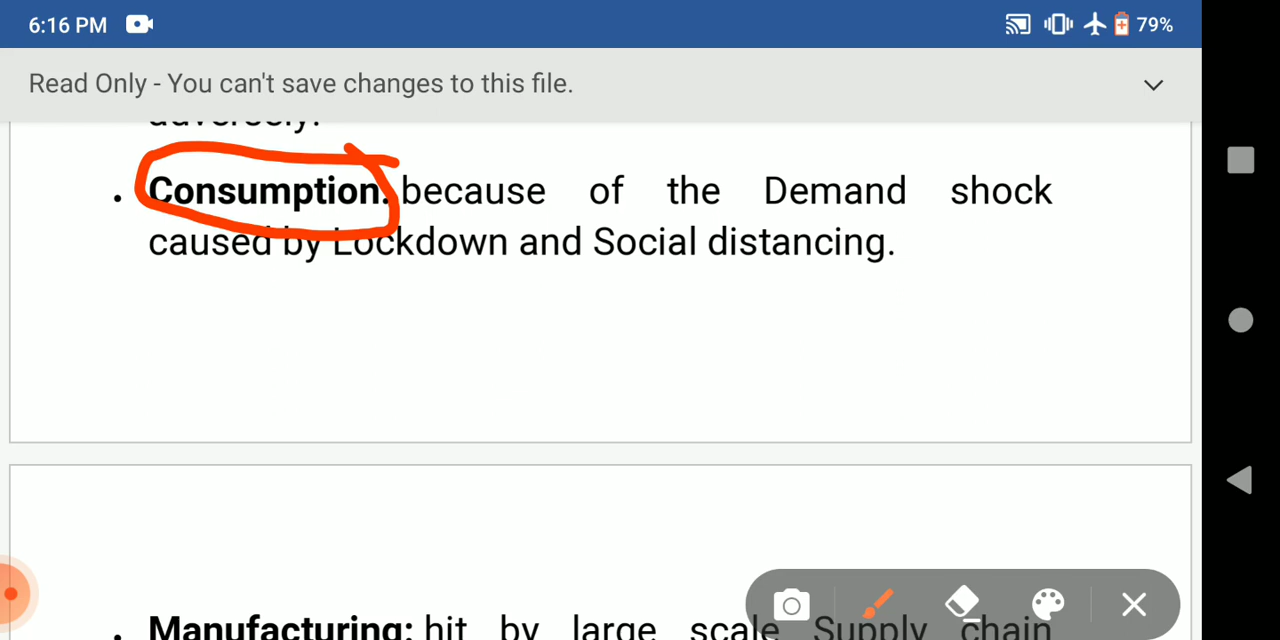 6:16 PM 79%
Read Only - You can't save changes to this file.
adversely.
• Consumption: because of the Demand shock
caused by Lockdown and Social distancing.
• Manufacturing: hit by large scale Supply chain